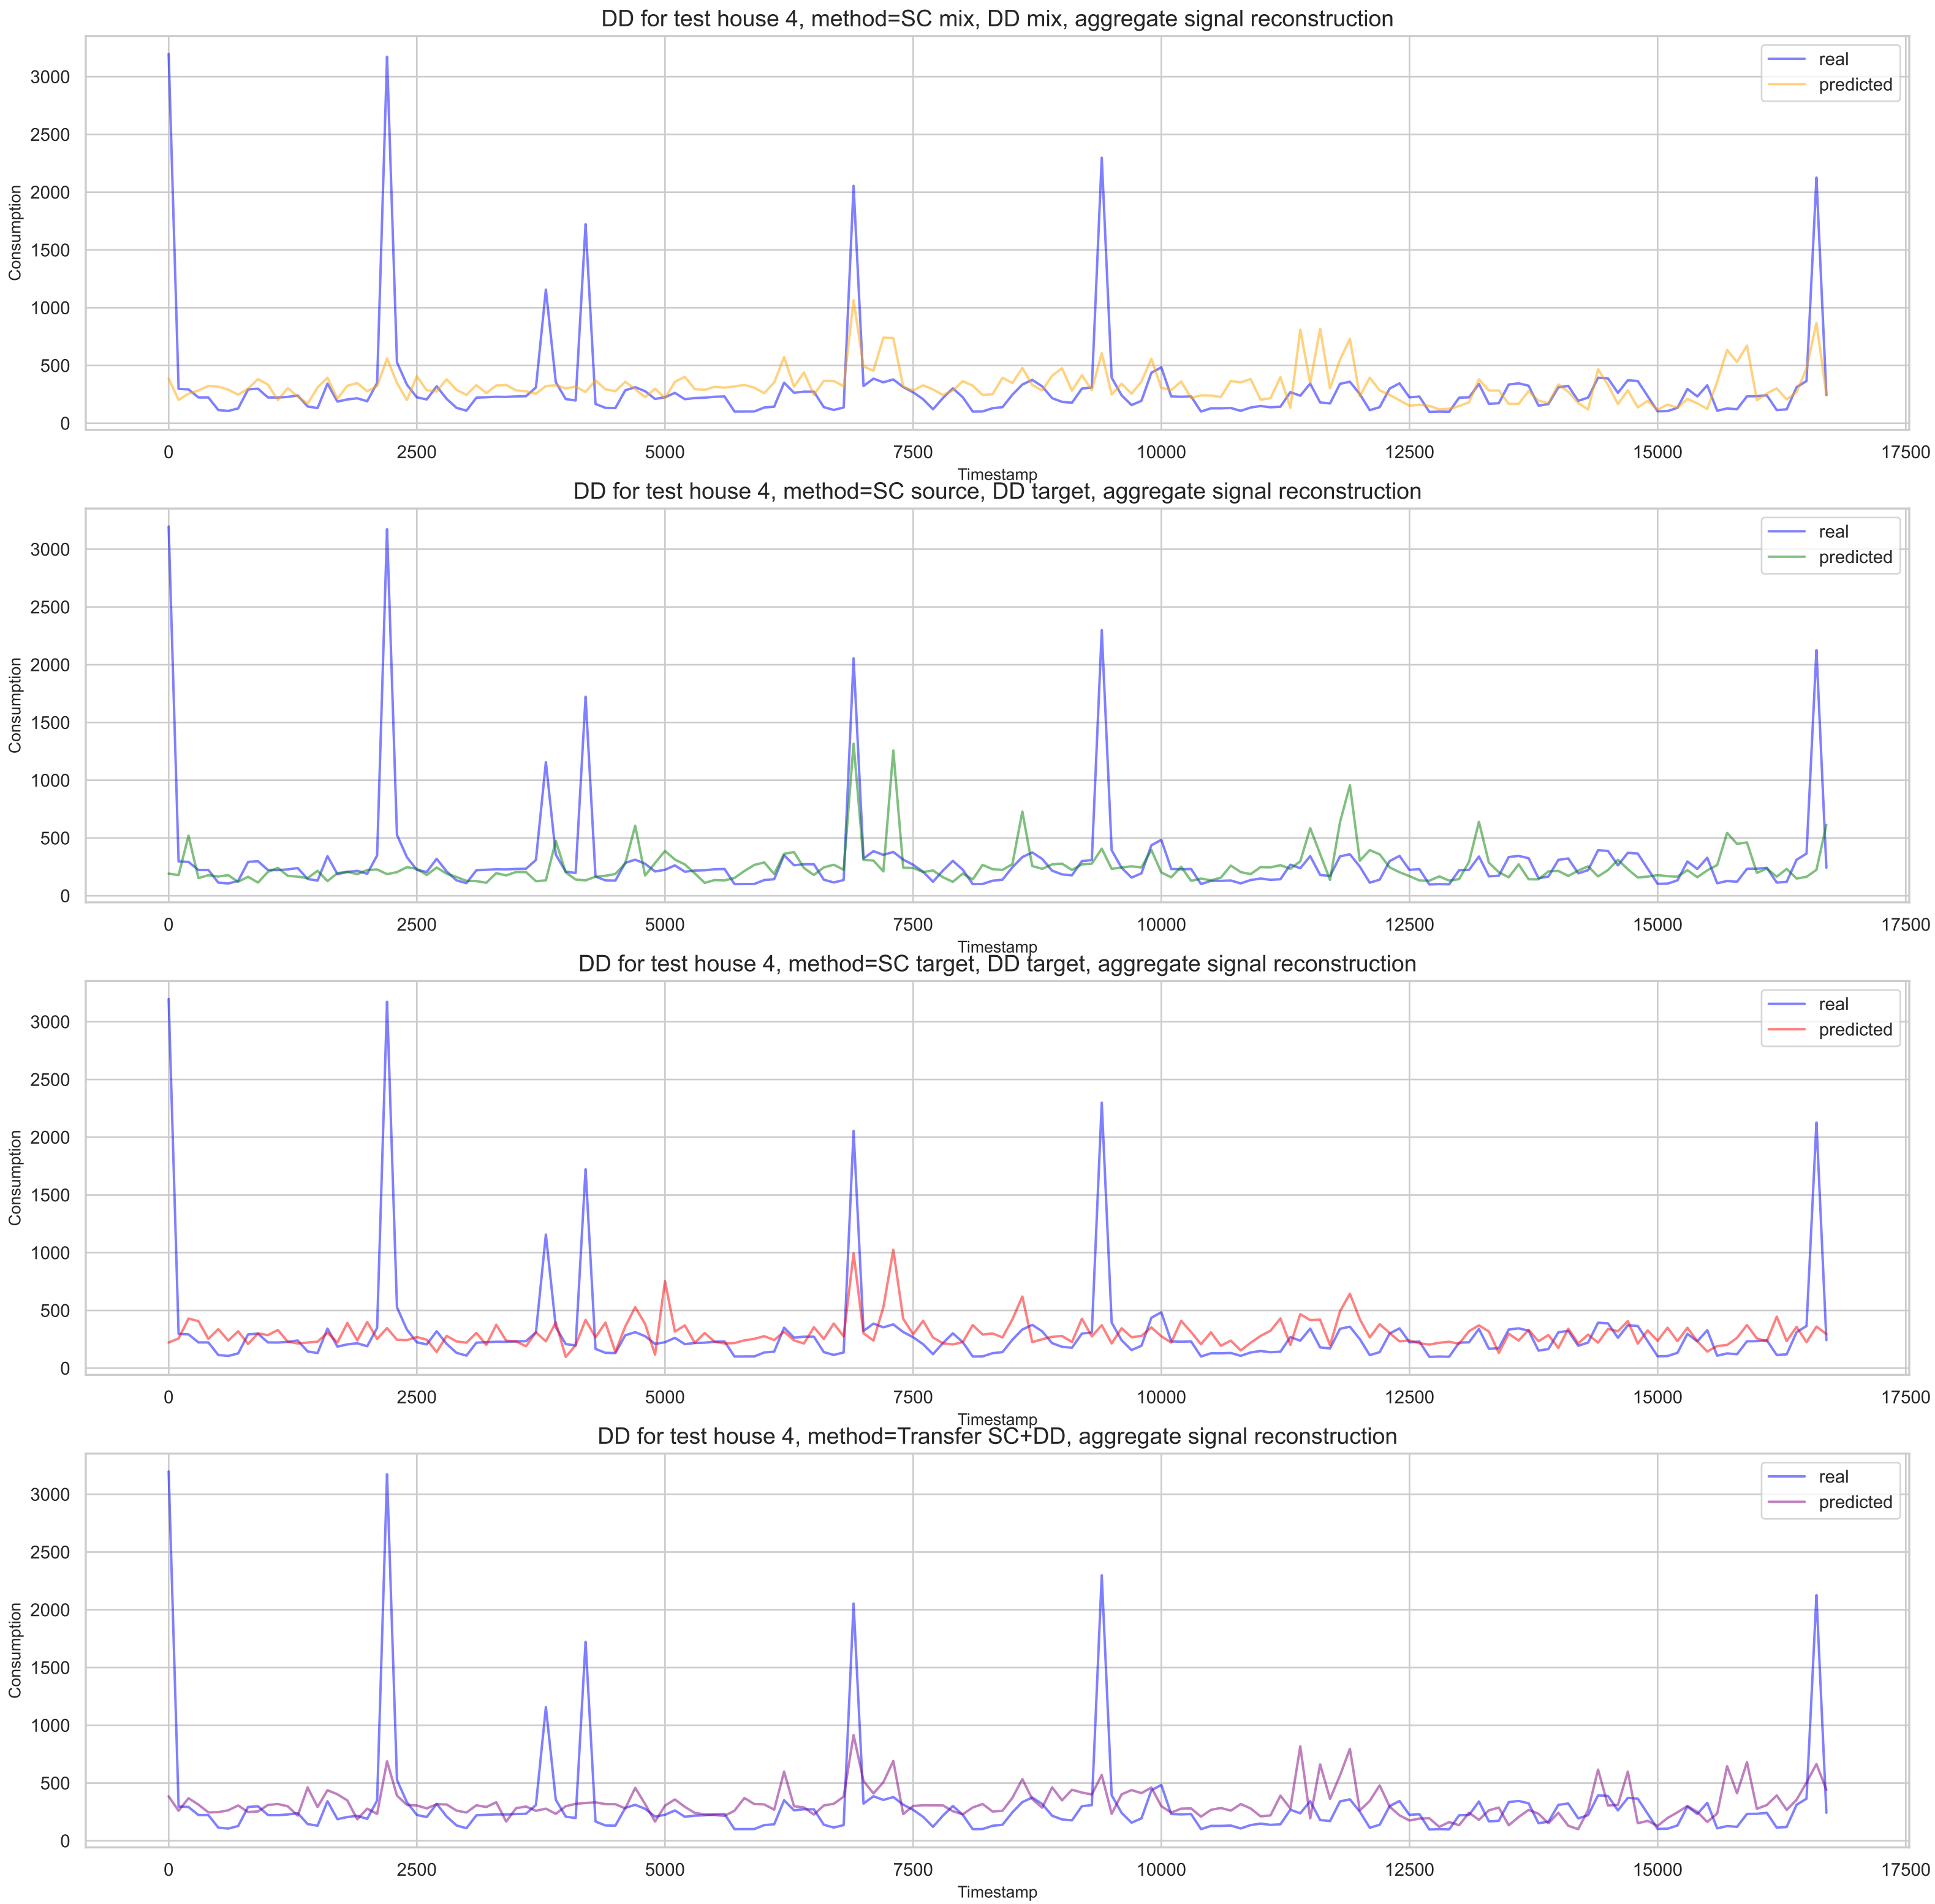 DD for test house 4, method=SC mix, DD mix, aggregate signal reconstruction
real
predicted
3000
2500
2000
1500
1000
500
0
Consumption
0 2500 5000 7500 10000 12500 15000 17500
Timestamp
DD for test house 4, method=SC source, DD target, aggregate signal reconstruction
real
predicted
3000
2500
2000
1500
1000
500
0
Consumption
0 2500 5000 7500 10000 12500 15000 17500
Timestamp
DD for test house 4, method=SC target, DD target, aggregate signal reconstruction
real
predicted
3000
2500
2000
1500
1000
500
0
Consumption
0 2500 5000 7500 10000 12500 15000 17500
Timestamp
DD for test house 4, method=Transfer SC+DD, aggregate signal reconstruction
real
predicted
3000
2500
2000
1500
1000
500
0
Consumption
0 2500 5000 7500 10000 12500 15000 17500
Timestamp